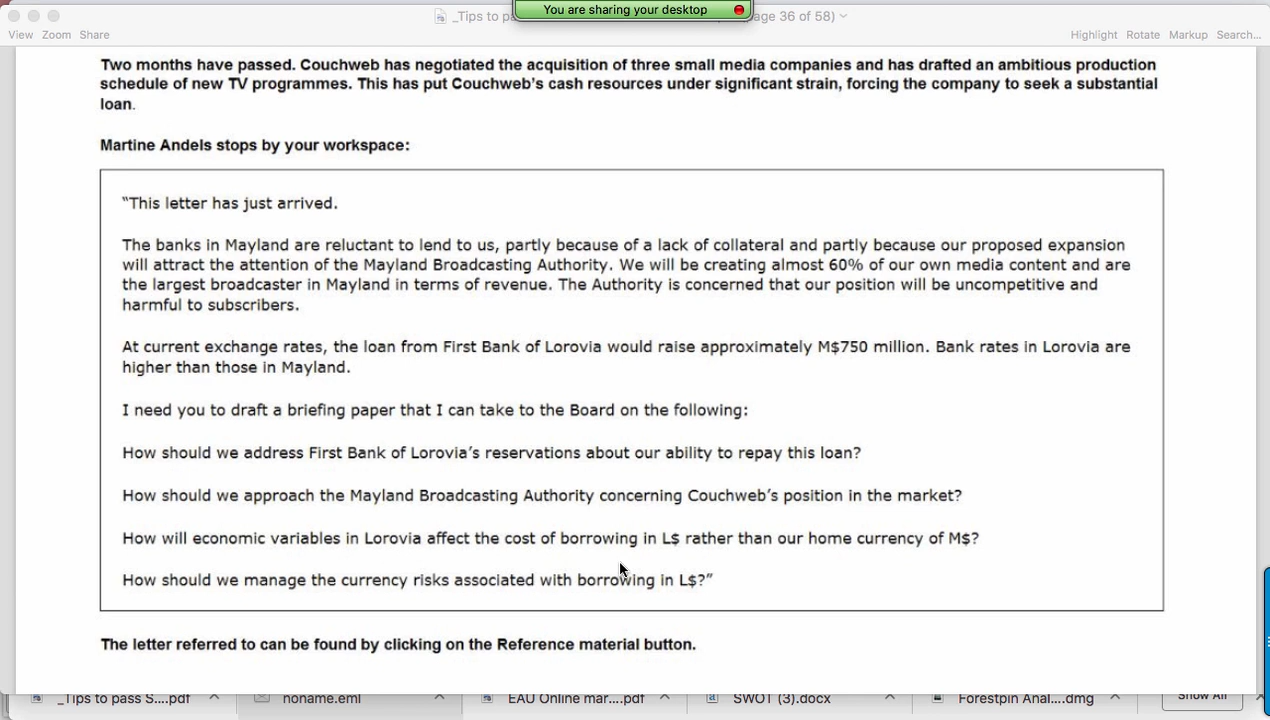 You are sharing your desktop
_Tips to pa
page 36 of 58)
View Zoom Share
Highlight Rotate Markup Search...
Two months have passed. Couchweb has negotiated the acquisition of three small media companies and has drafted an ambitious production
schedule of new TV programmes. This has put Couchweb's cash resources under significant strain, forcing the company to seek a substantial
loan.
Martine Andels stops by your workspace:
"This letter has just arrived.
The banks in Mayland are reluctant to lend to us, partly because of a lack of collateral and partly because our proposed expansion
will attract the attention of the Mayland Broadcasting Authority. We will be creating almost 60% of our own media content and are
the largest broadcaster in Mayland in terms of revenue. The Authority is concerned that our position will be uncompetitive and
harmful to subscribers.
At current exchange rates, the loan from First Bank of Lorovia would raise approximately M$750 million. Bank rates in Lorovia are
higher than those in Mayland.
I need you to draft a briefing paper that I can take to the Board on the following:
How should we address First Bank of Lorovia's reservations about our ability to repay this loan?
How should we approach the Mayland Broadcasting Authority concerning Couchweb's position in the market?
How will economic variables in Lorovia affect the cost of borrowing in L$ rather than our home currency of M$?
How should we manage the currency risks associated with borrowing in L$?"
The letter referred to can be found by clicking on the Reference material button.
_Tips to pass S....pdf noname.eml EAU Online mar....pdf SWOT (3).docx Forestpin Anal....dmg Show All